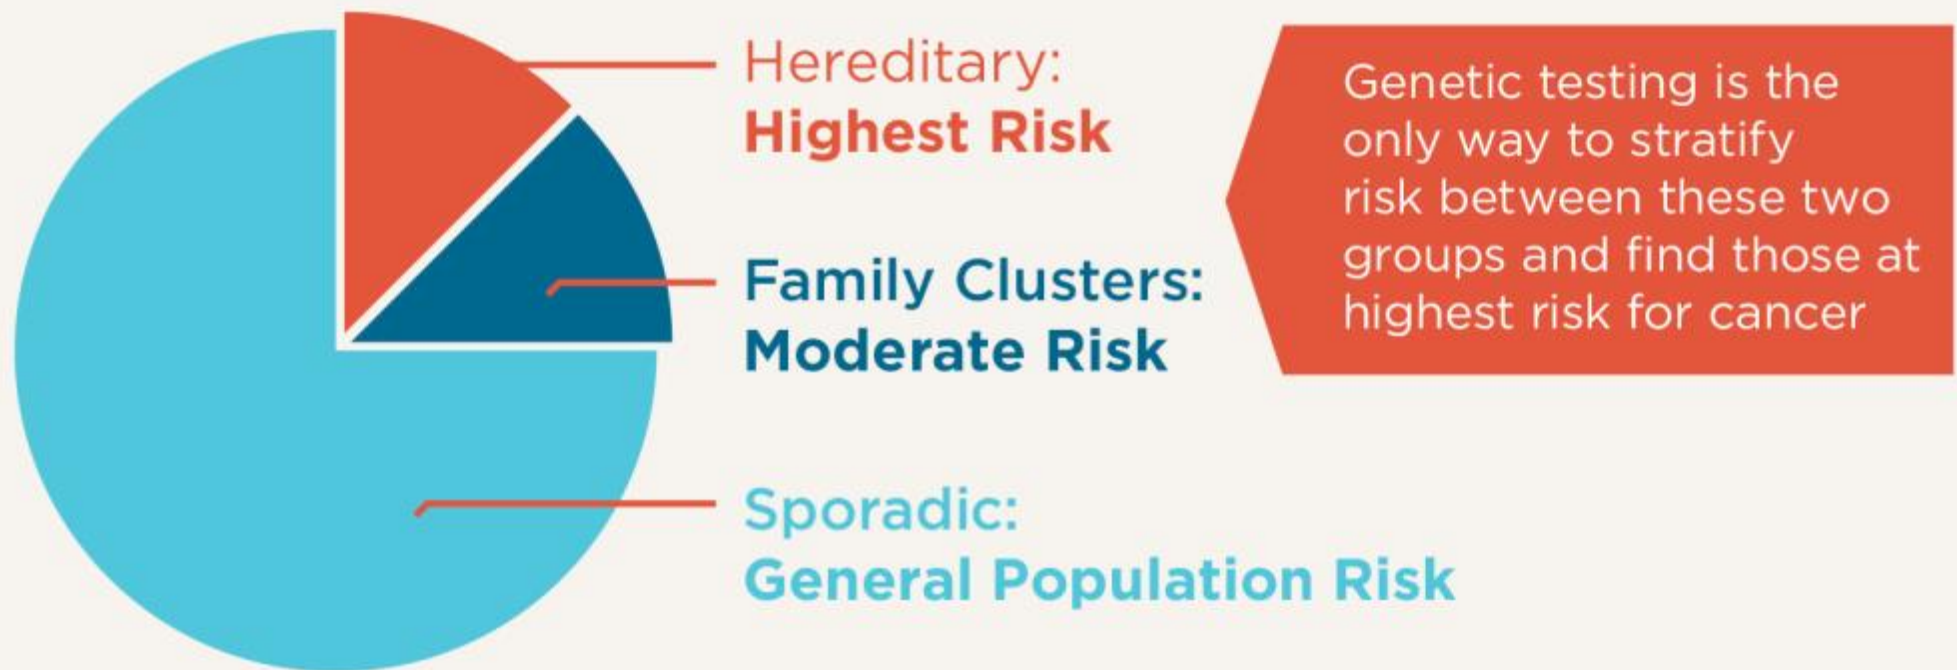 Hereditary:
Highest Risk
Genetic testing is the
only way to stratify
risk between these two
groups and find those at
highest risk for cancer
Family Clusters:
Moderate Risk
Sporadic:
General Population Risk